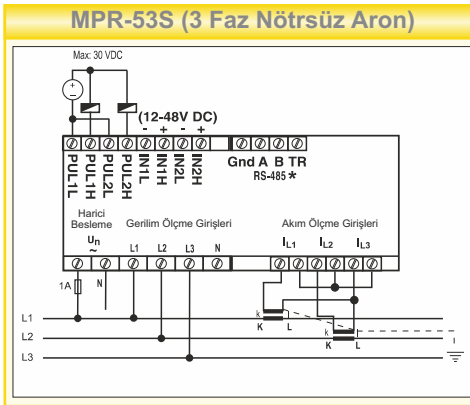 MPR-53S (3 Faz Nötrsüz Aron)
Max: 30 VDC
+
−
(12-48V DC)
- + - +
PUL1L PUL1H PUL2L PUL2H IN1L IN1H IN2L IN2H
Gnd A B TR
RS-485 *
Harici Besleme
Gerilim Ölçme Girişleri
Akım Ölçme Girişleri
Un ~
L1 L2 L3 N
IL1 IL2 IL3
1A
N
L1
k l
K L
L2
k l
K L
L3